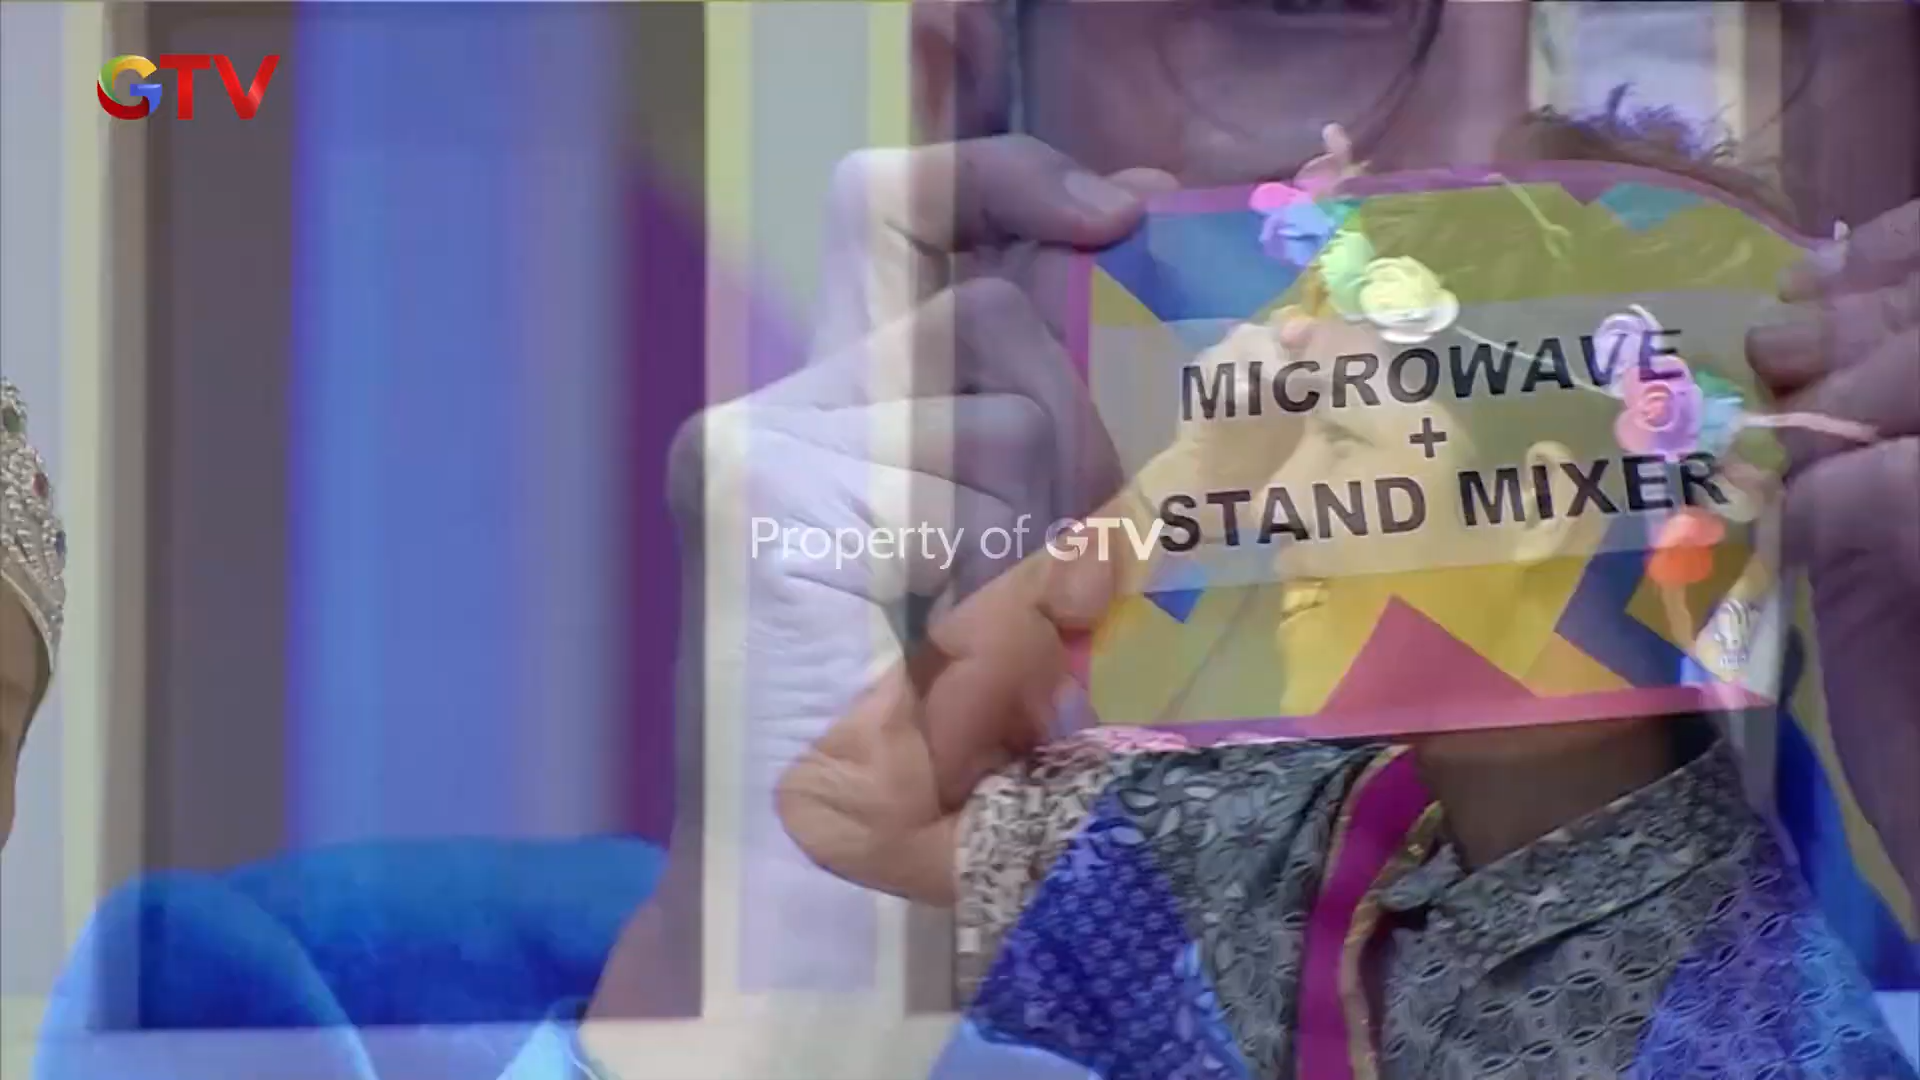 GTV
MICROWAVE
+
STAND MIXER
Property of GTV